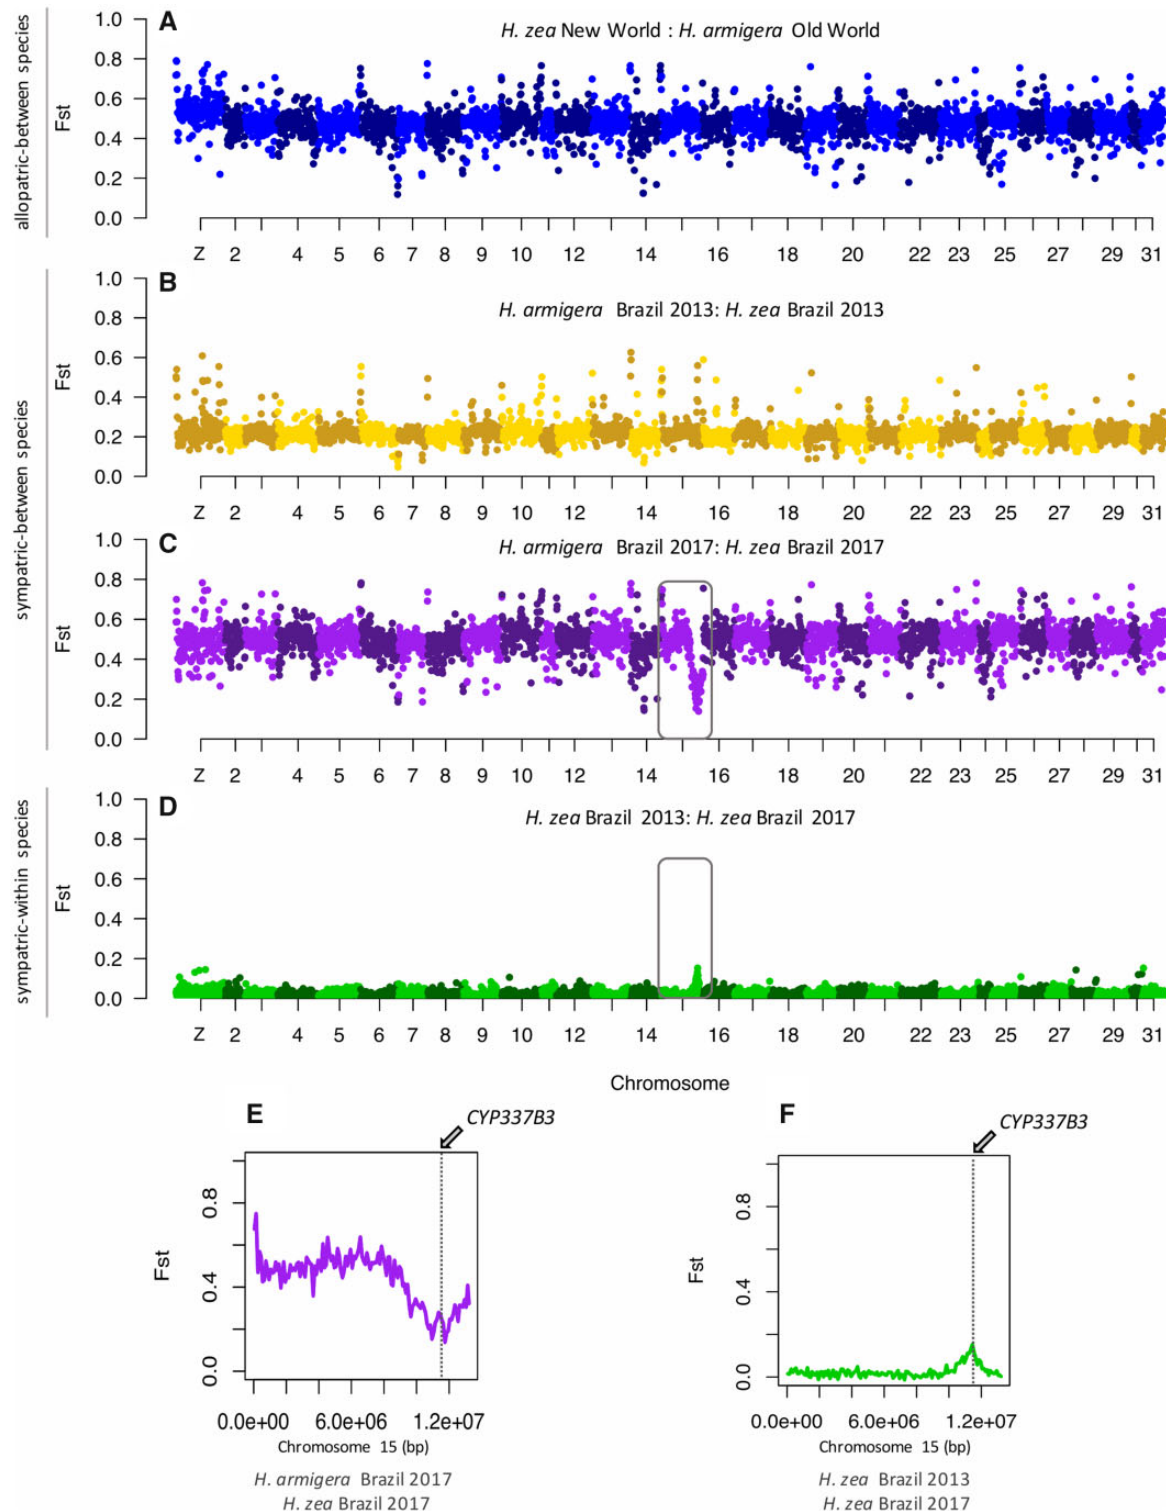 A
H. zea New World : H. armigera Old World
allopatric-between species
Fst
1.0
0.8
0.6
0.4
0.2
0.0
Z 2 4 5 6 7 8 9 10 12 14 16 18 20 22 23 25 27 29 31
B
H. armigera Brazil 2013: H. zea Brazil 2013
sympatric-between species
Fst
1.0
0.8
0.6
0.4
0.2
0.0
Z 2 4 5 6 7 8 9 10 12 14 16 18 20 22 23 25 27 29 31
C
H. armigera Brazil 2017: H. zea Brazil 2017
Fst
1.0
0.8
0.6
0.4
0.2
0.0
Z 2 4 5 6 7 8 9 10 12 14 16 18 20 22 23 25 27 29 31
D
H. zea Brazil 2013: H. zea Brazil 2017
sympatric-within species
Fst
1.0
0.8
0.6
0.4
0.2
0.0
Z 2 4 5 6 7 8 9 10 12 14 16 18 20 22 23 25 27 29 31
Chromosome
E
CYP337B3
Fst
0.8
0.4
0.0
0.0e+00 6.0e+06 1.2e+07
Chromosome 15 (bp)
H. armigera Brazil 2017
H. zea Brazil 2017
F
CYP337B3
Fst
0.8
0.4
0.0
0.0e+00 6.0e+06 1.2e+07
Chromosome 15 (bp)
H. zea Brazil 2013
H. zea Brazil 2017